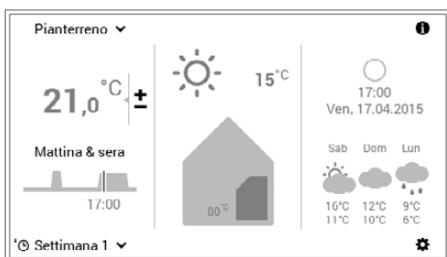 Pianterreno
21,0 °C ±
Mattina & sera
17:00
Settimana 1
15°C
80°C
17:00
Ven, 17.04.2015
Sab Dom Lun
16°C 12°C 9°C
11°C 10°C 6°C